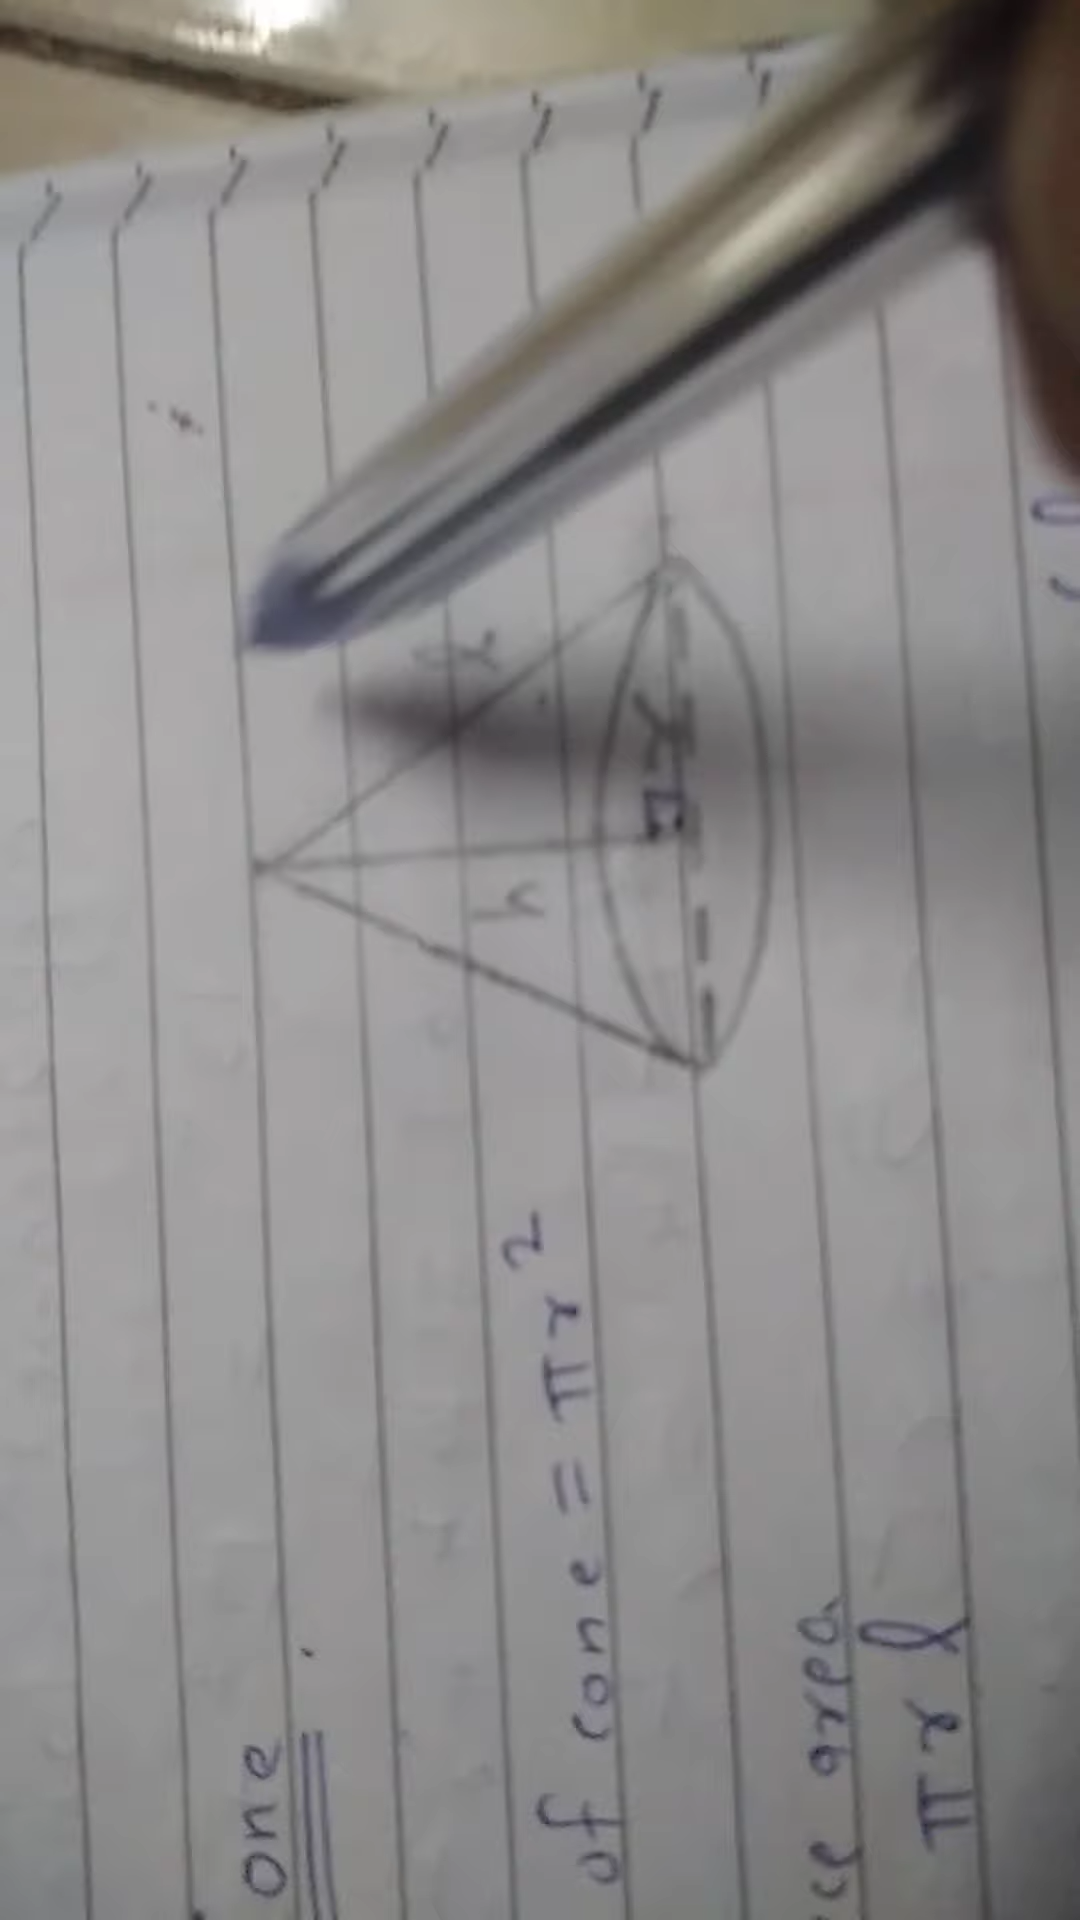 one
of cone = πr²
ce area
πrl
l
h
r